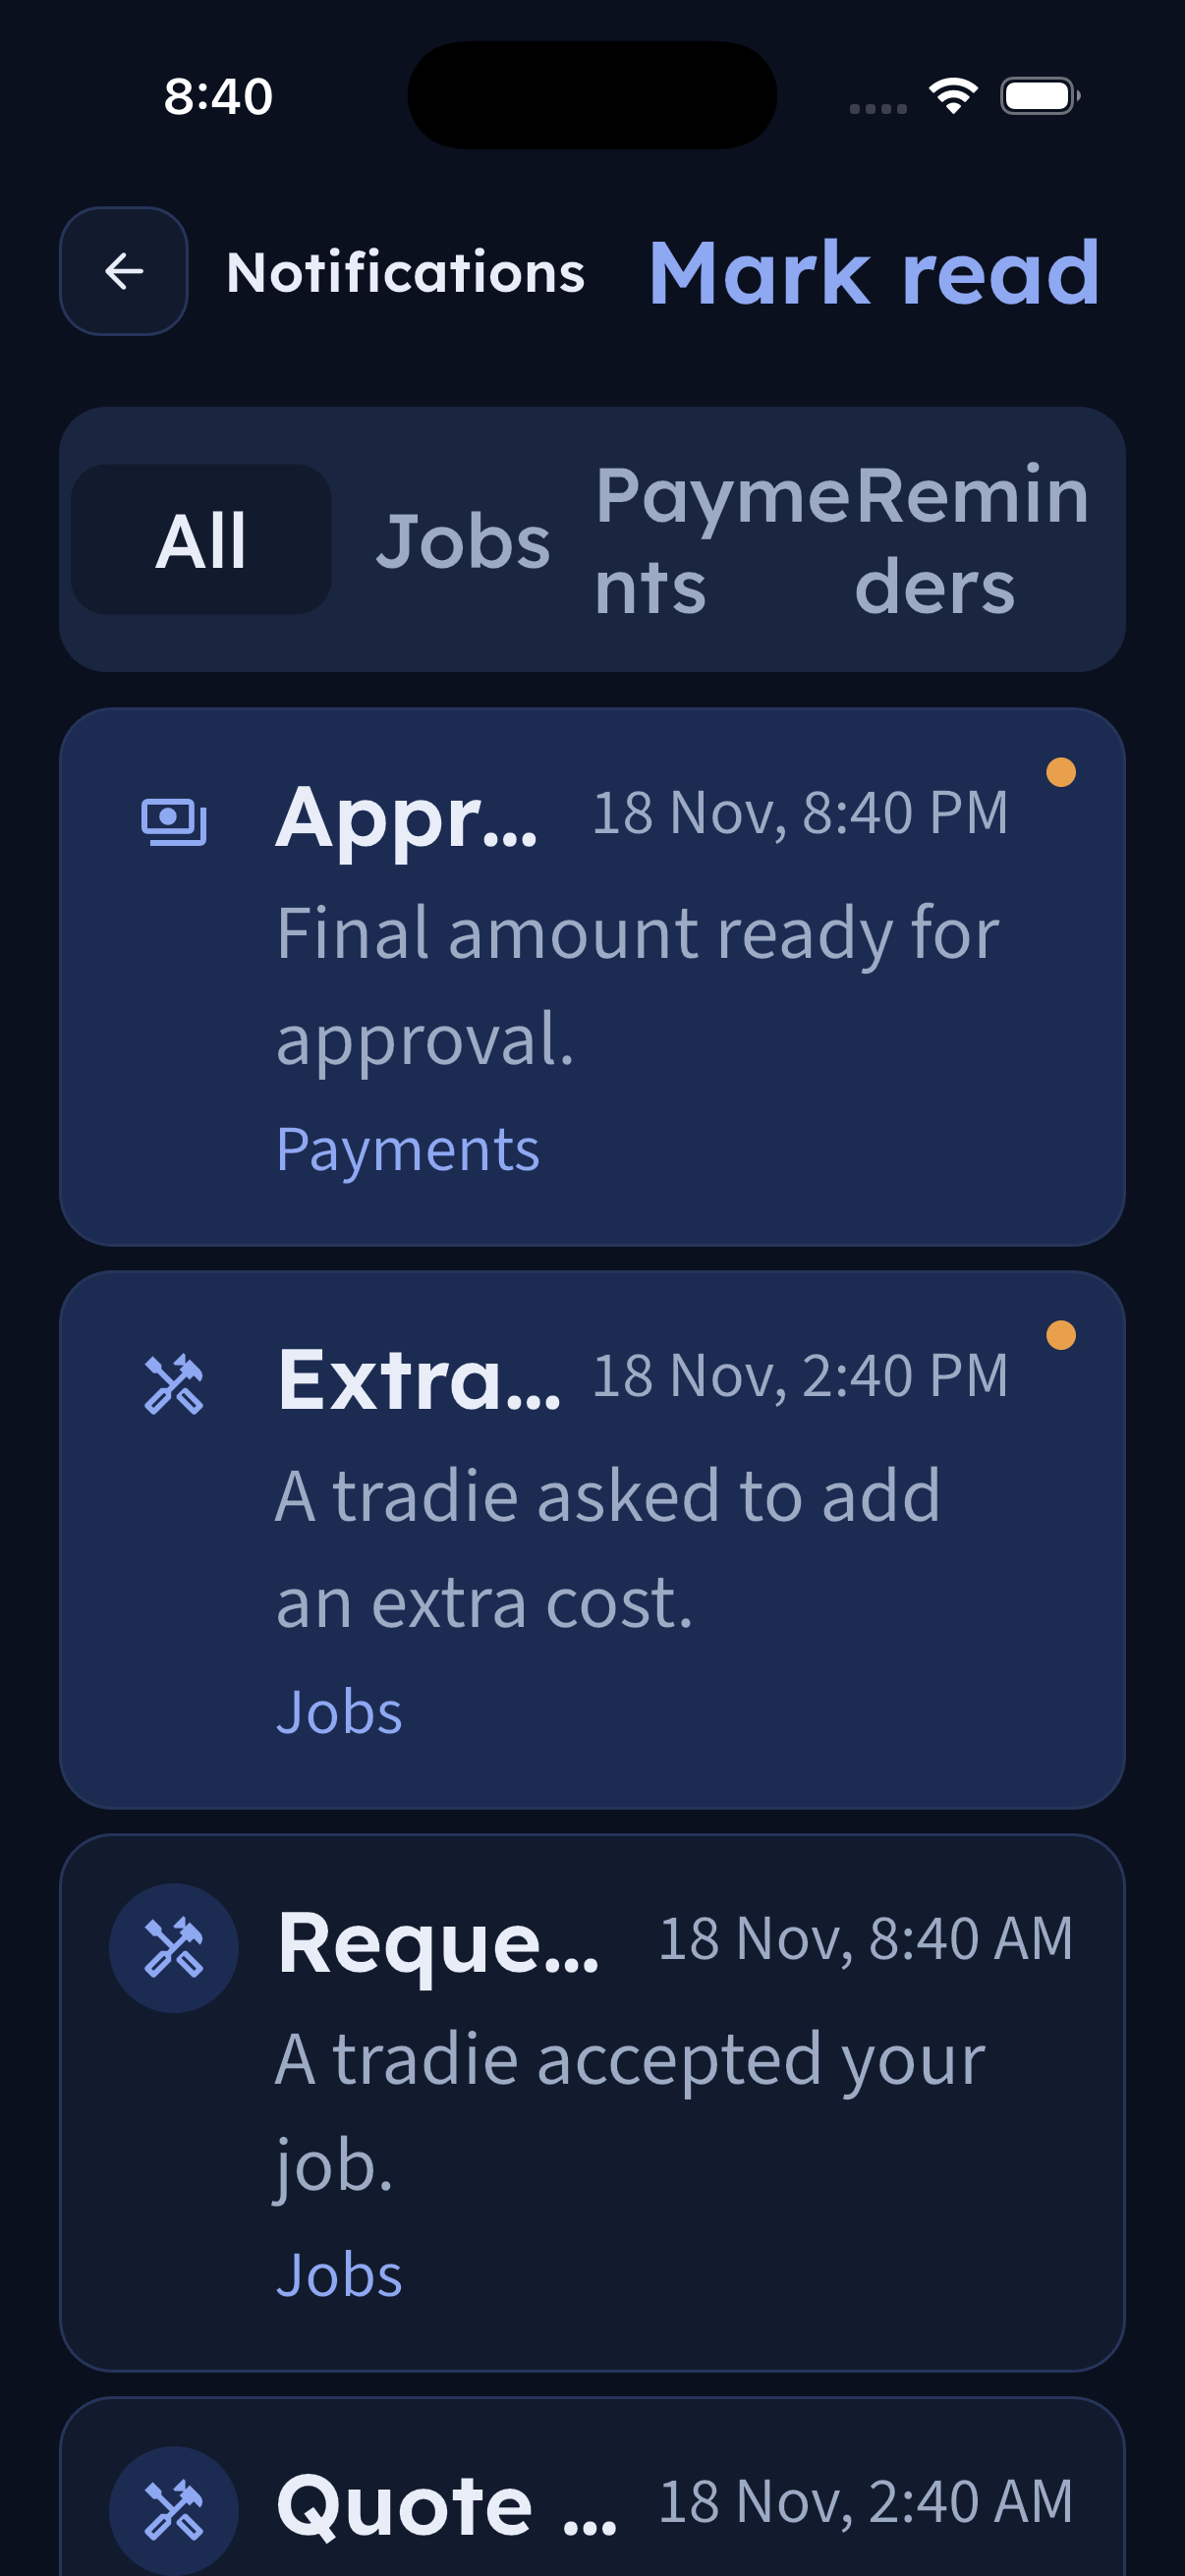 8:40
Notifications
Mark read
All
Jobs
Payme
nts
Remin
ders
Appr...
18 Nov, 8:40 PM
Final amount ready for
approval.
Payments
Extra...
18 Nov, 2:40 PM
A tradie asked to add
an extra cost.
Jobs
Reque...
18 Nov, 8:40 AM
A tradie accepted your
job.
Jobs
Quote ...
18 Nov, 2:40 AM